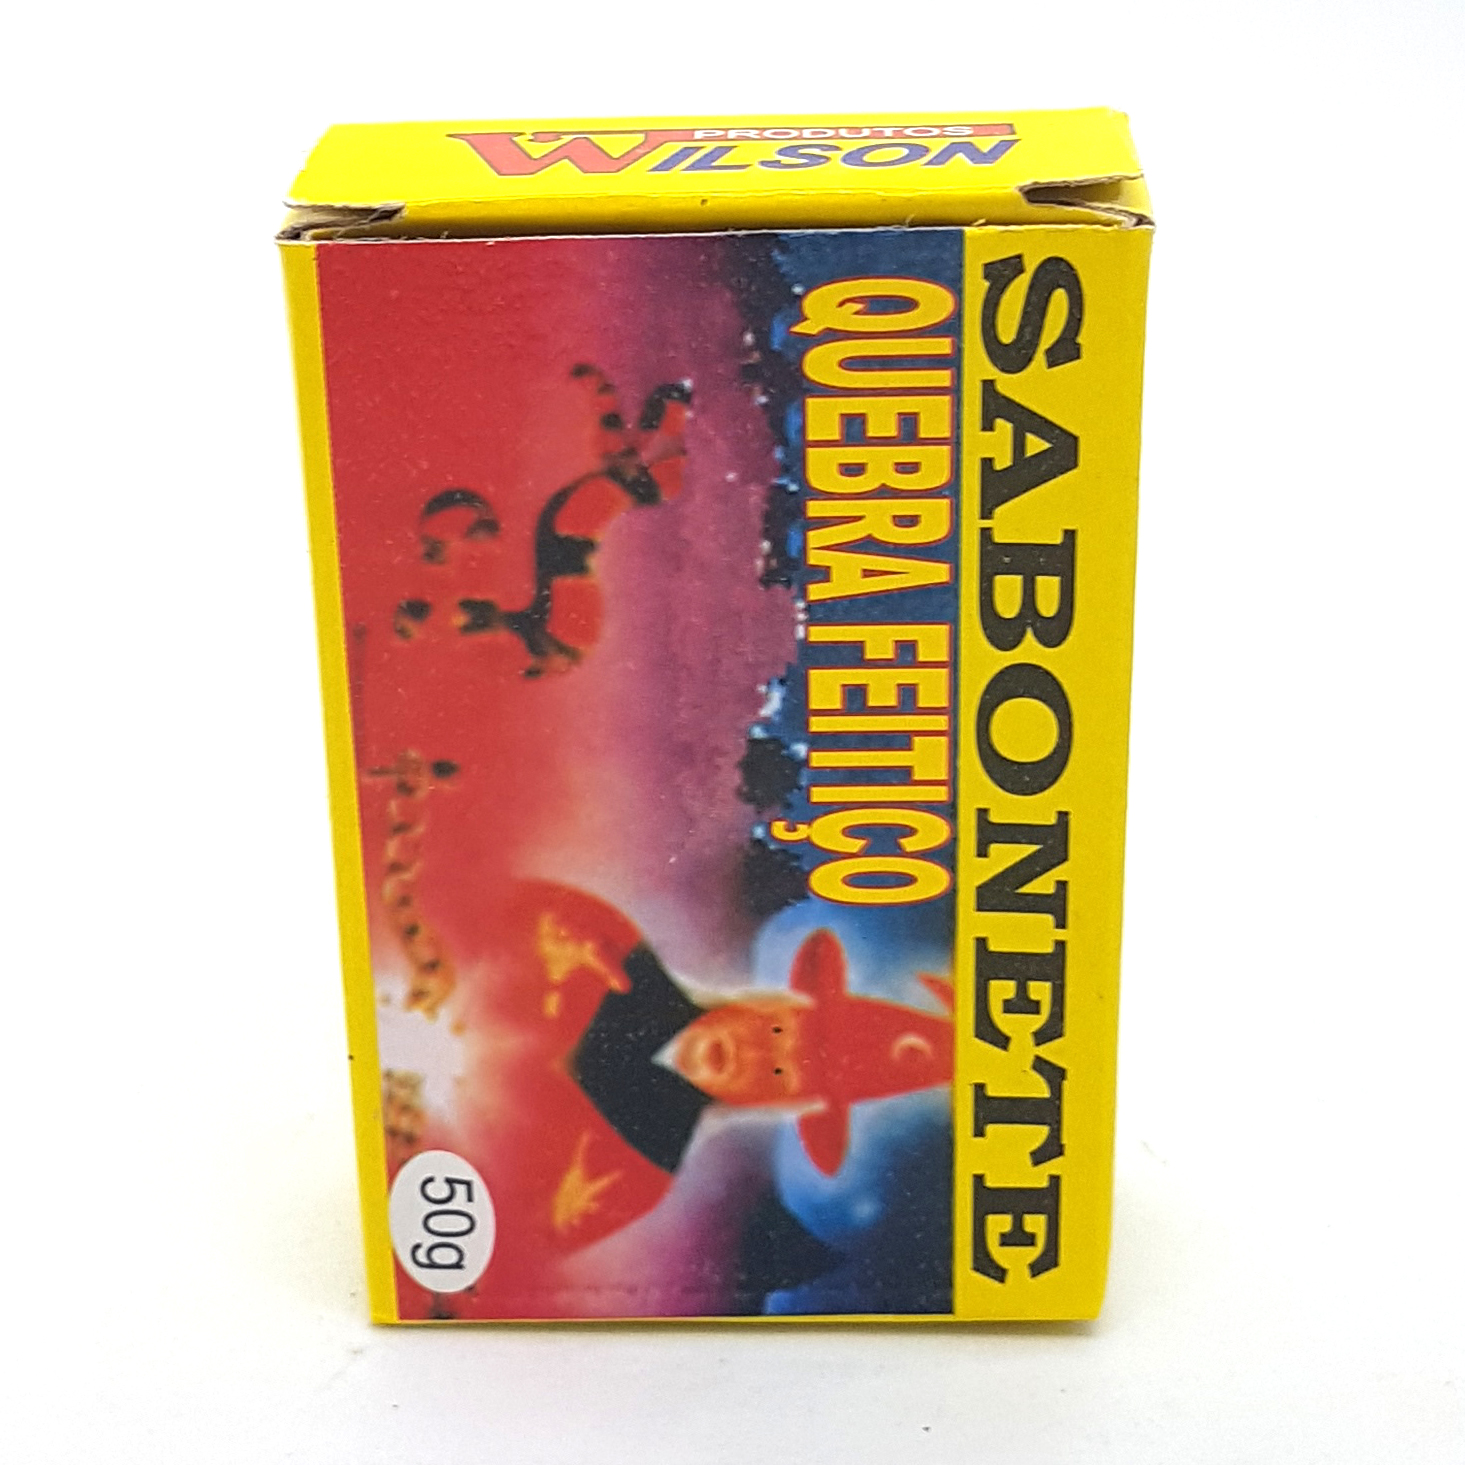 PRODUTOS
WILSON
SABONETE
QUEBRA FEITIÇO
50g